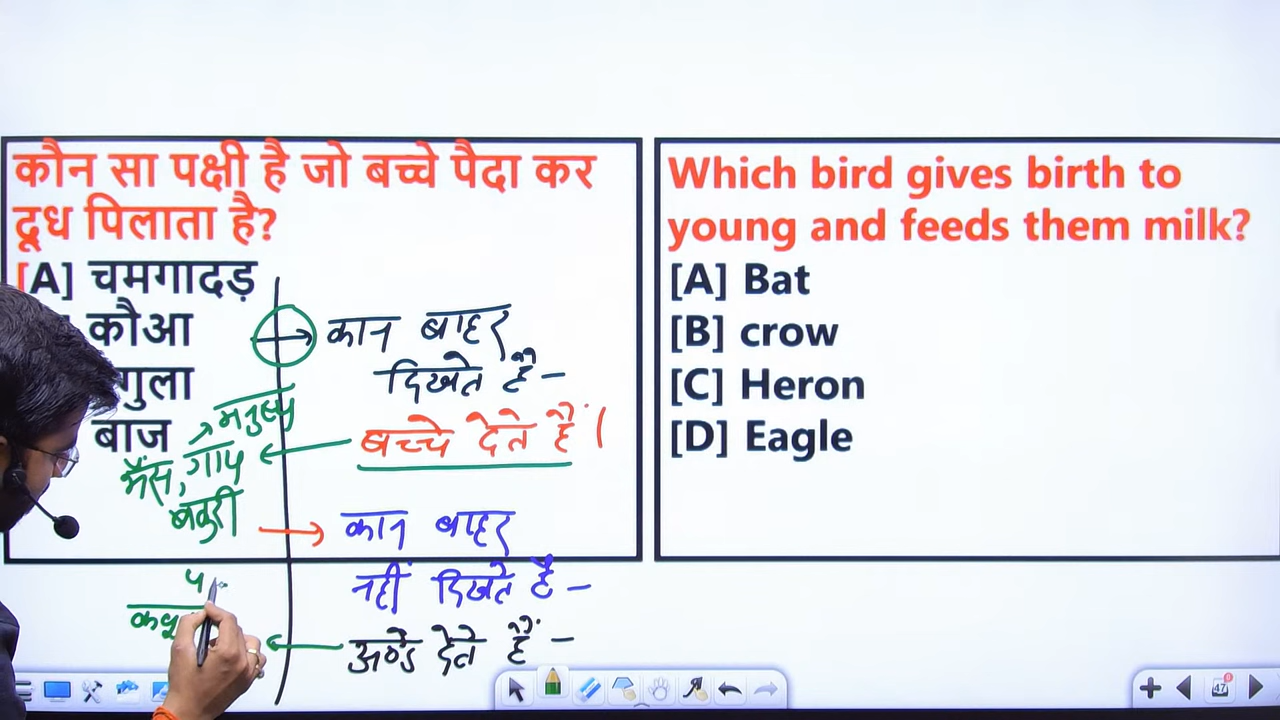 कौन सा पक्षी है जो बच्चे पैदा कर
दूध पिलाता है?
[A] चमगादड़
कौआ
गुला
बाज
Which bird gives birth to
young and feeds them milk?
[A] Bat
[B] crow
[C] Heron
[D] Eagle
कान बाहर
दिखते हैं –
बच्चे देते हैं।
मनुष्य
भैंस, गाय
बकरी
कान बाहर
नहीं दिखते हैं –
अण्डे देते हैं –
47